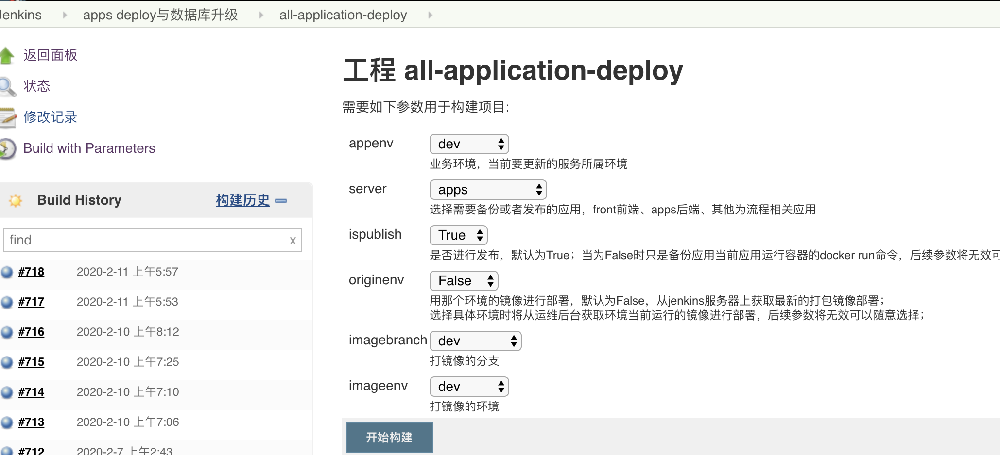 Jenkins
apps deploy与数据库升级
all-application-deploy
返回面板
状态
修改记录
Build with Parameters
Build History
构建历史
find
x
#718 2020-2-11 上午5:57
#717 2020-2-11 上午5:53
#716 2020-2-10 上午8:12
#715 2020-2-10 上午7:25
#714 2020-2-10 上午7:10
#713 2020-2-10 上午7:06
#712 2020-2-7 上午2:43
工程 all-application-deploy
需要如下参数用于构建项目:
appenv dev
业务环境，当前要更新的服务所属环境
server apps
选择需要备份或者发布的应用，front前端、apps后端、其他为流程相关应用
ispublish True
是否进行发布，默认为True；当为False时只是备份应用当前应用运行容器的docker run命令，后续参数将无效可
originenv False
用那个环境的镜像进行部署，默认为False，从jenkins服务器上获取最新的打包镜像部署；
选择具体环境时将从运维后台获取环境当前运行的镜像进行部署，后续参数将无效可以随意选择；
imagebranch dev
打镜像的分支
imageenv dev
打镜像的环境
开始构建